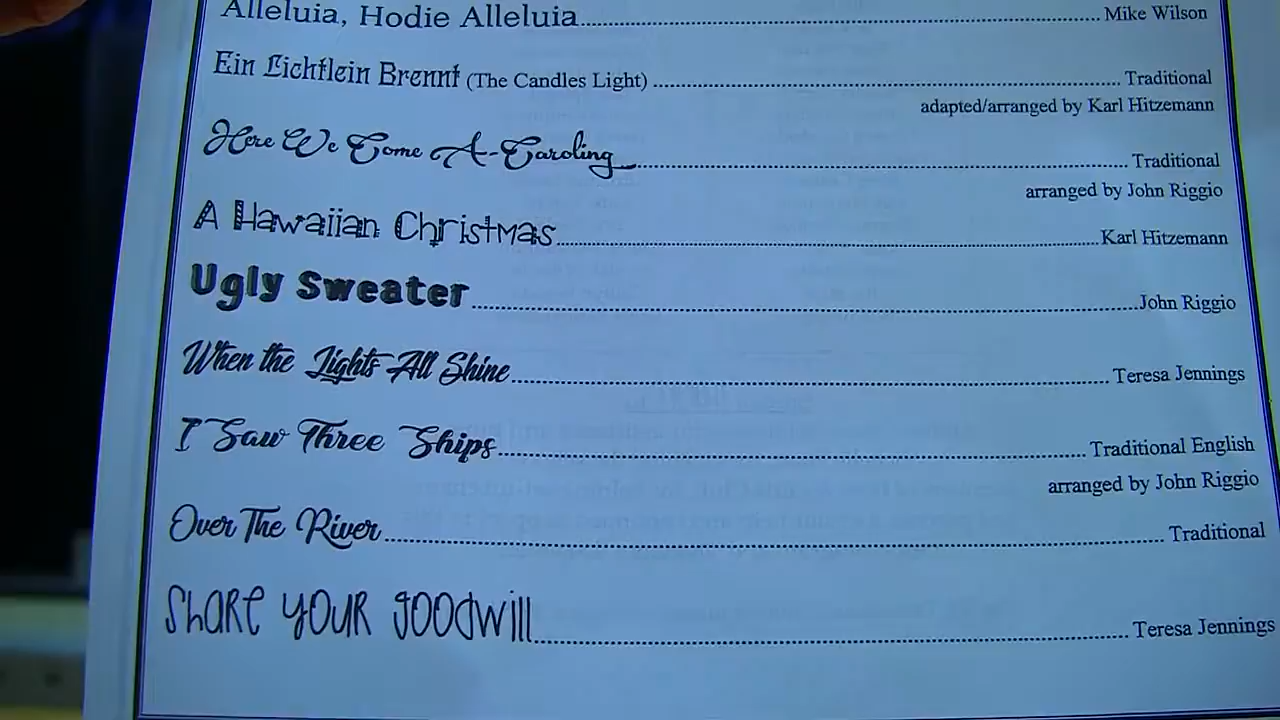 Alleluia, Hodie Alleluia........ Mike Wilson
Ein Lichtlein Brennt (The Candles Light) ........ Traditional
adapted/arranged by Karl Hitzemann
Here We Come A-Caroling ........ Traditional
arranged by John Riggio
A Hawaiian Christmas ........ Karl Hitzemann
Ugly Sweater ........ John Riggio
When the Lights All Shine ........ Teresa Jennings
I Saw Three Ships ........ Traditional English
arranged by John Riggio
Over The River ........ Traditional
Share Your Goodwill ........ Teresa Jennings